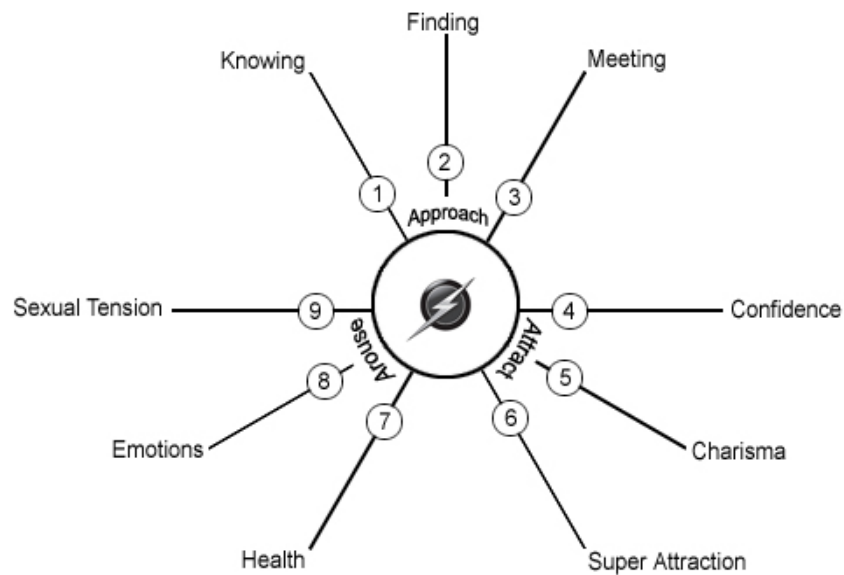 Finding
Knowing
Meeting
2
1
3
Approach
Sexual Tension
9
4
Confidence
Arouse
Attract
8
5
7
6
Emotions
Charisma
Health
Super Attraction